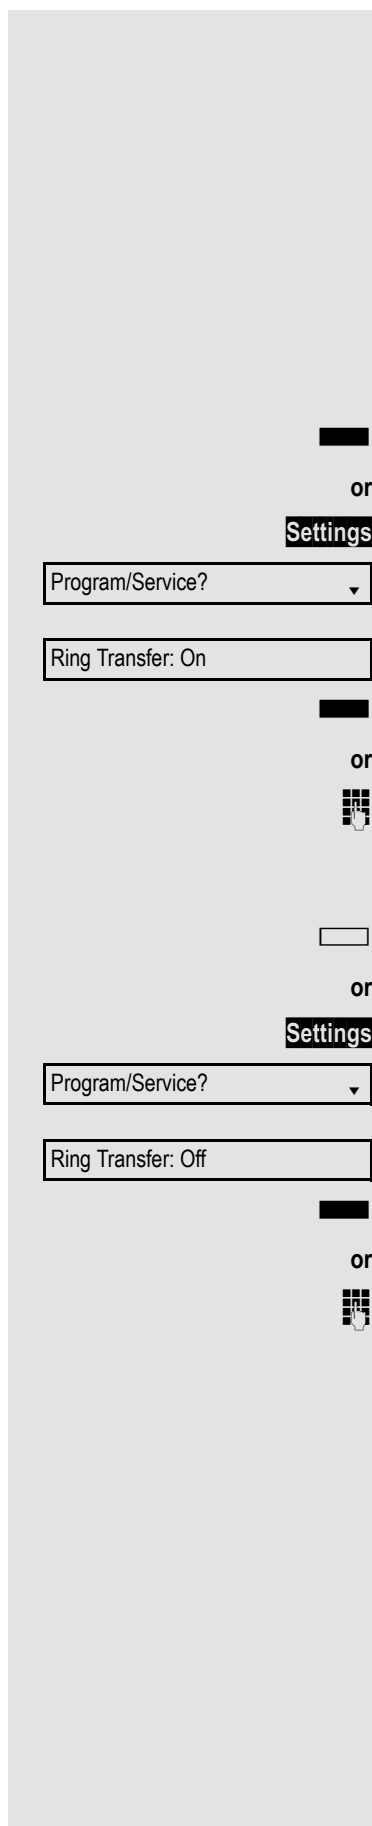 or
Settings
Program/Service?
Ring Transfer: On
or
or
Settings
Program/Service?
Ring Transfer: Off
or